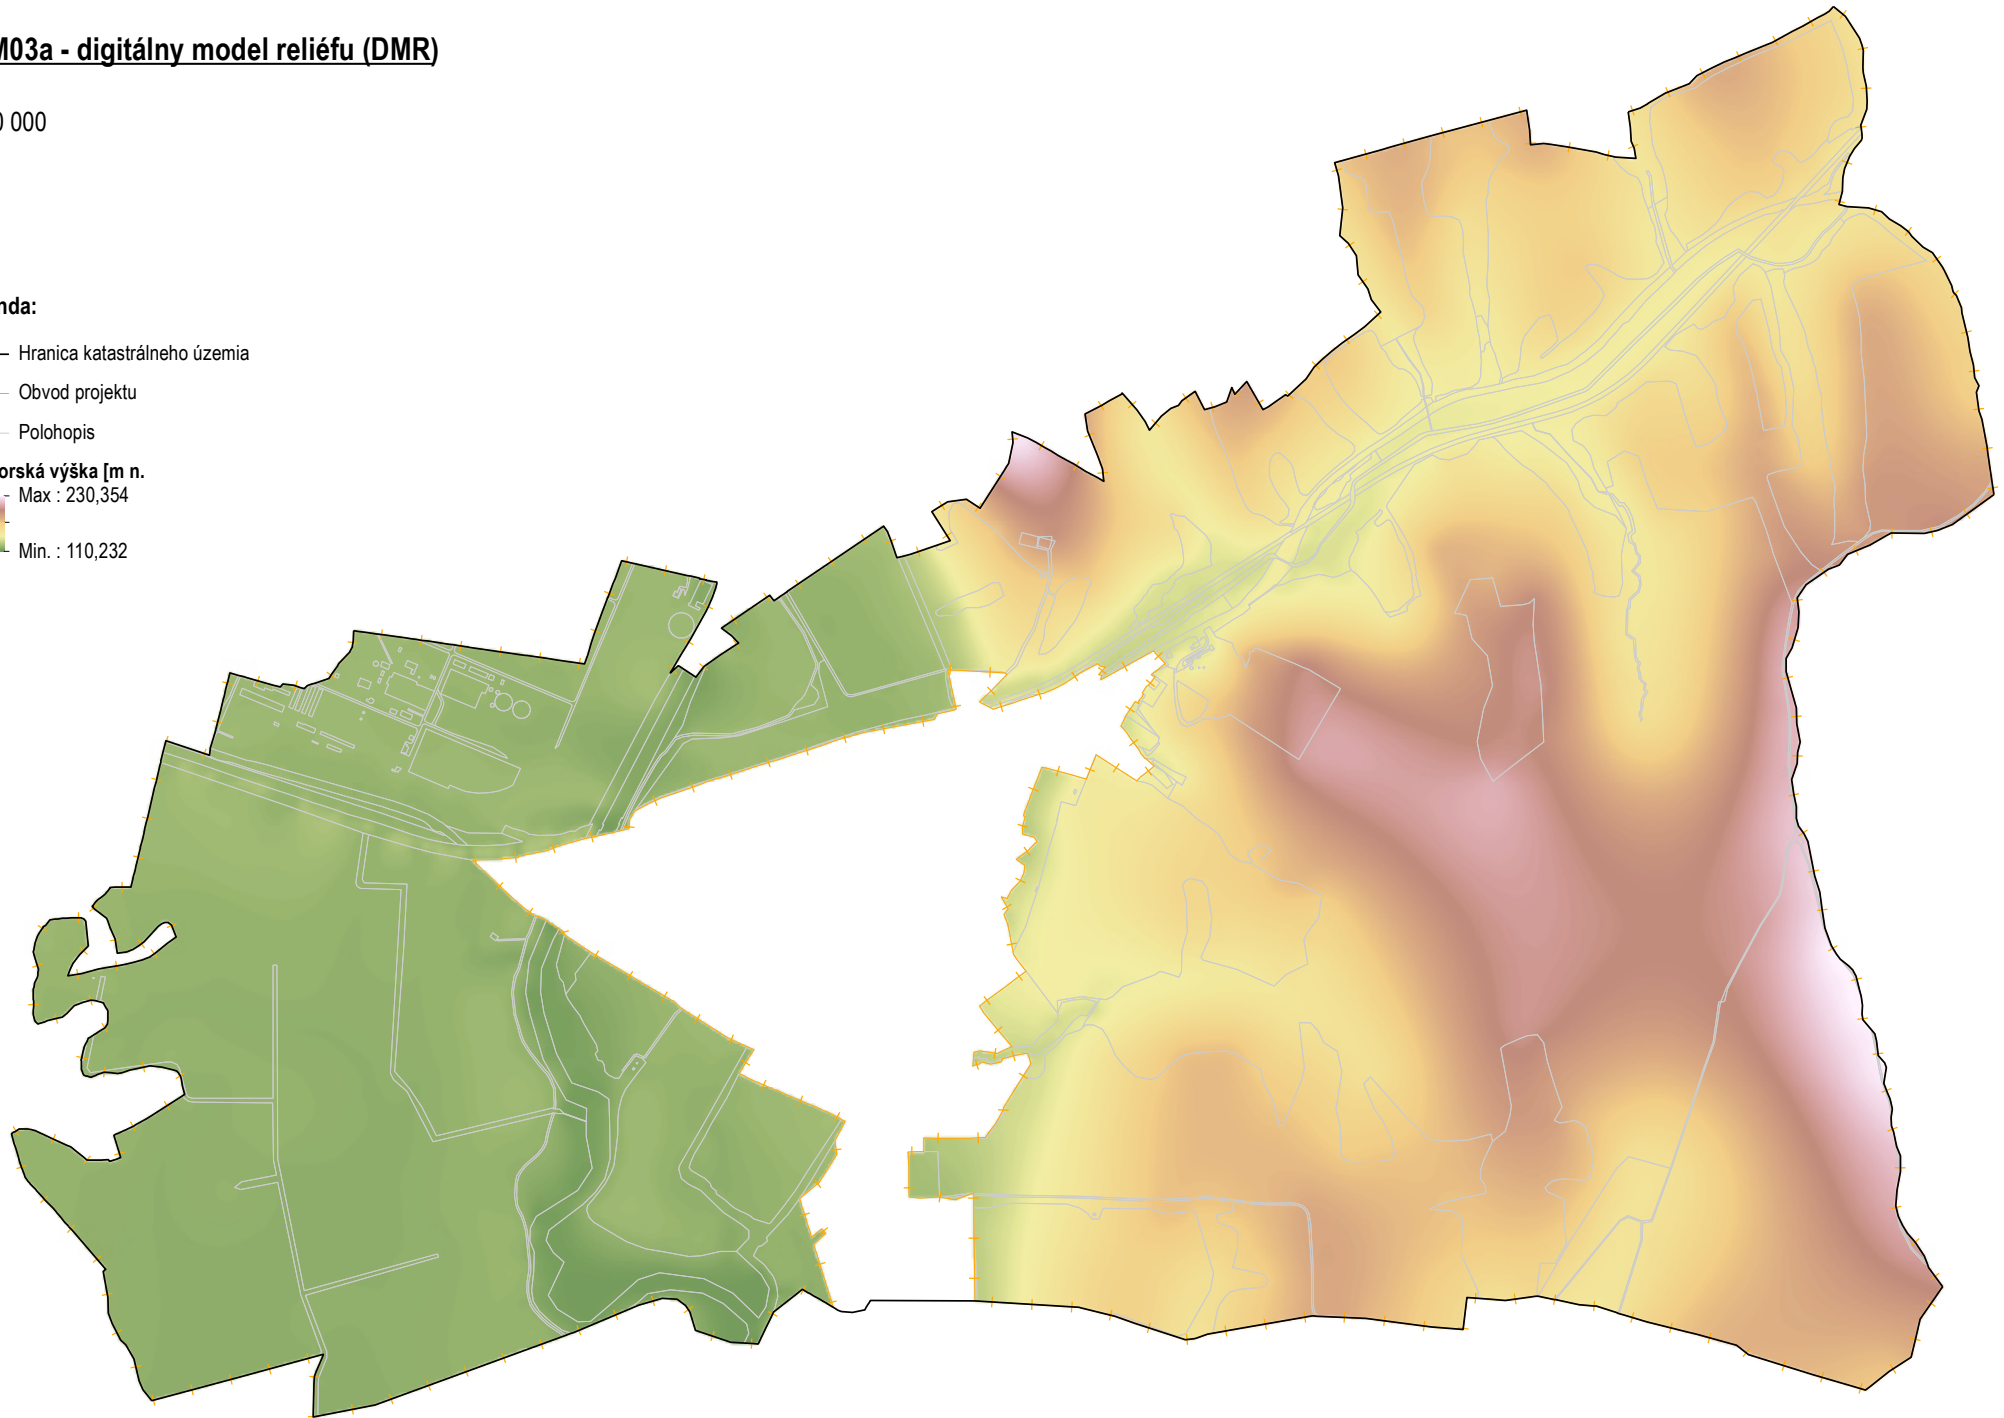 M03a - digitálny model reliéfu (DMR)
0 000
nda:
Hranica katastrálneho územia
Obvod projektu
Polohopis
orská výška [m n.
Max : 230,354
Min. : 110,232